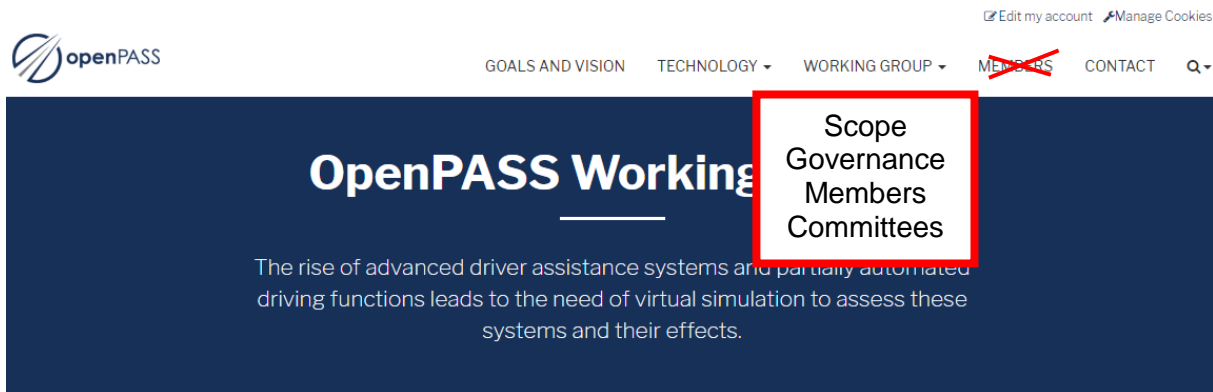 Edit my account Manage Cookies
openPASS
GOALS AND VISION TECHNOLOGY WORKING GROUP MEMBERS CONTACT
OpenPASS Working
Scope
Governance
Members
Committees
The rise of advanced driver assistance systems and partially automated
driving functions leads to the need of virtual simulation to assess these
systems and their effects.